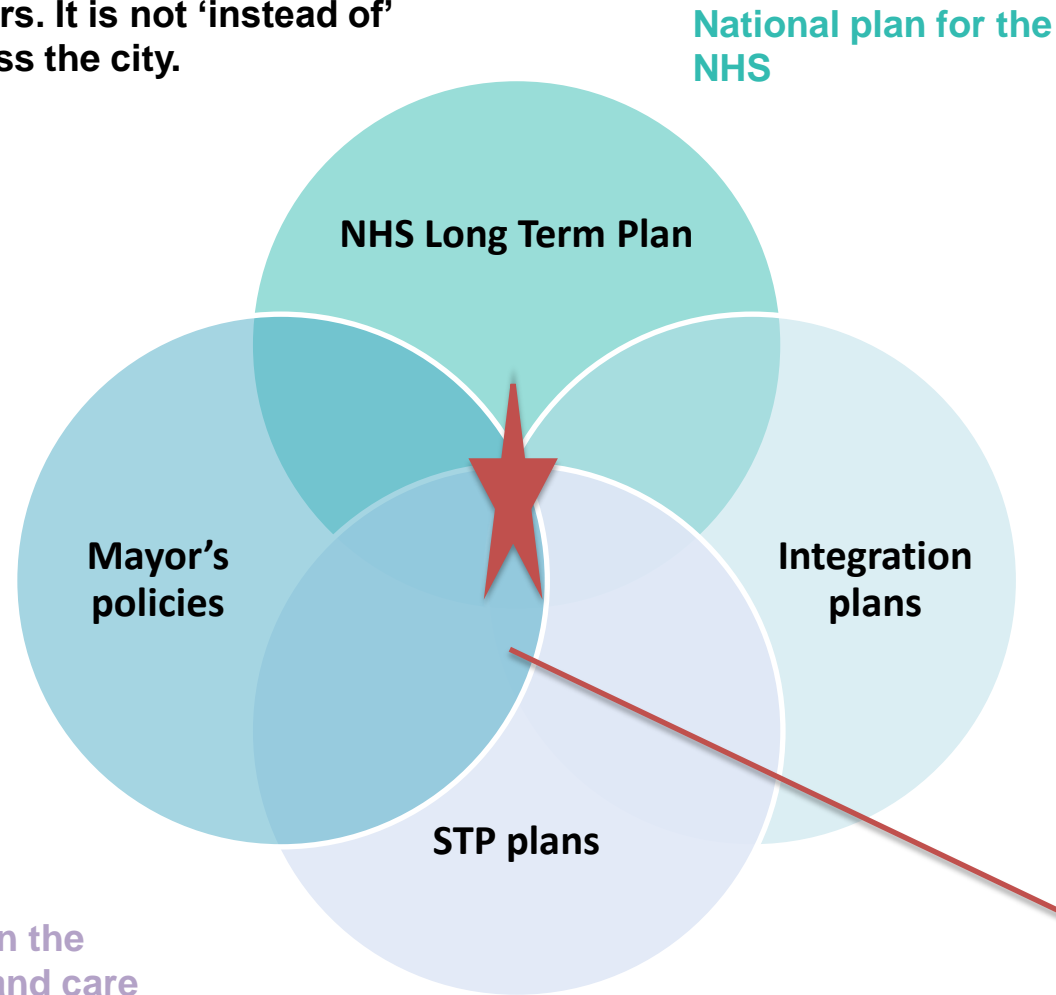 rs. It is not ‘instead of’
ss the city.
National plan for the
NHS
NHS Long Term Plan
Mayor’s
policies
Integration
plans
STP plans
n the
and care